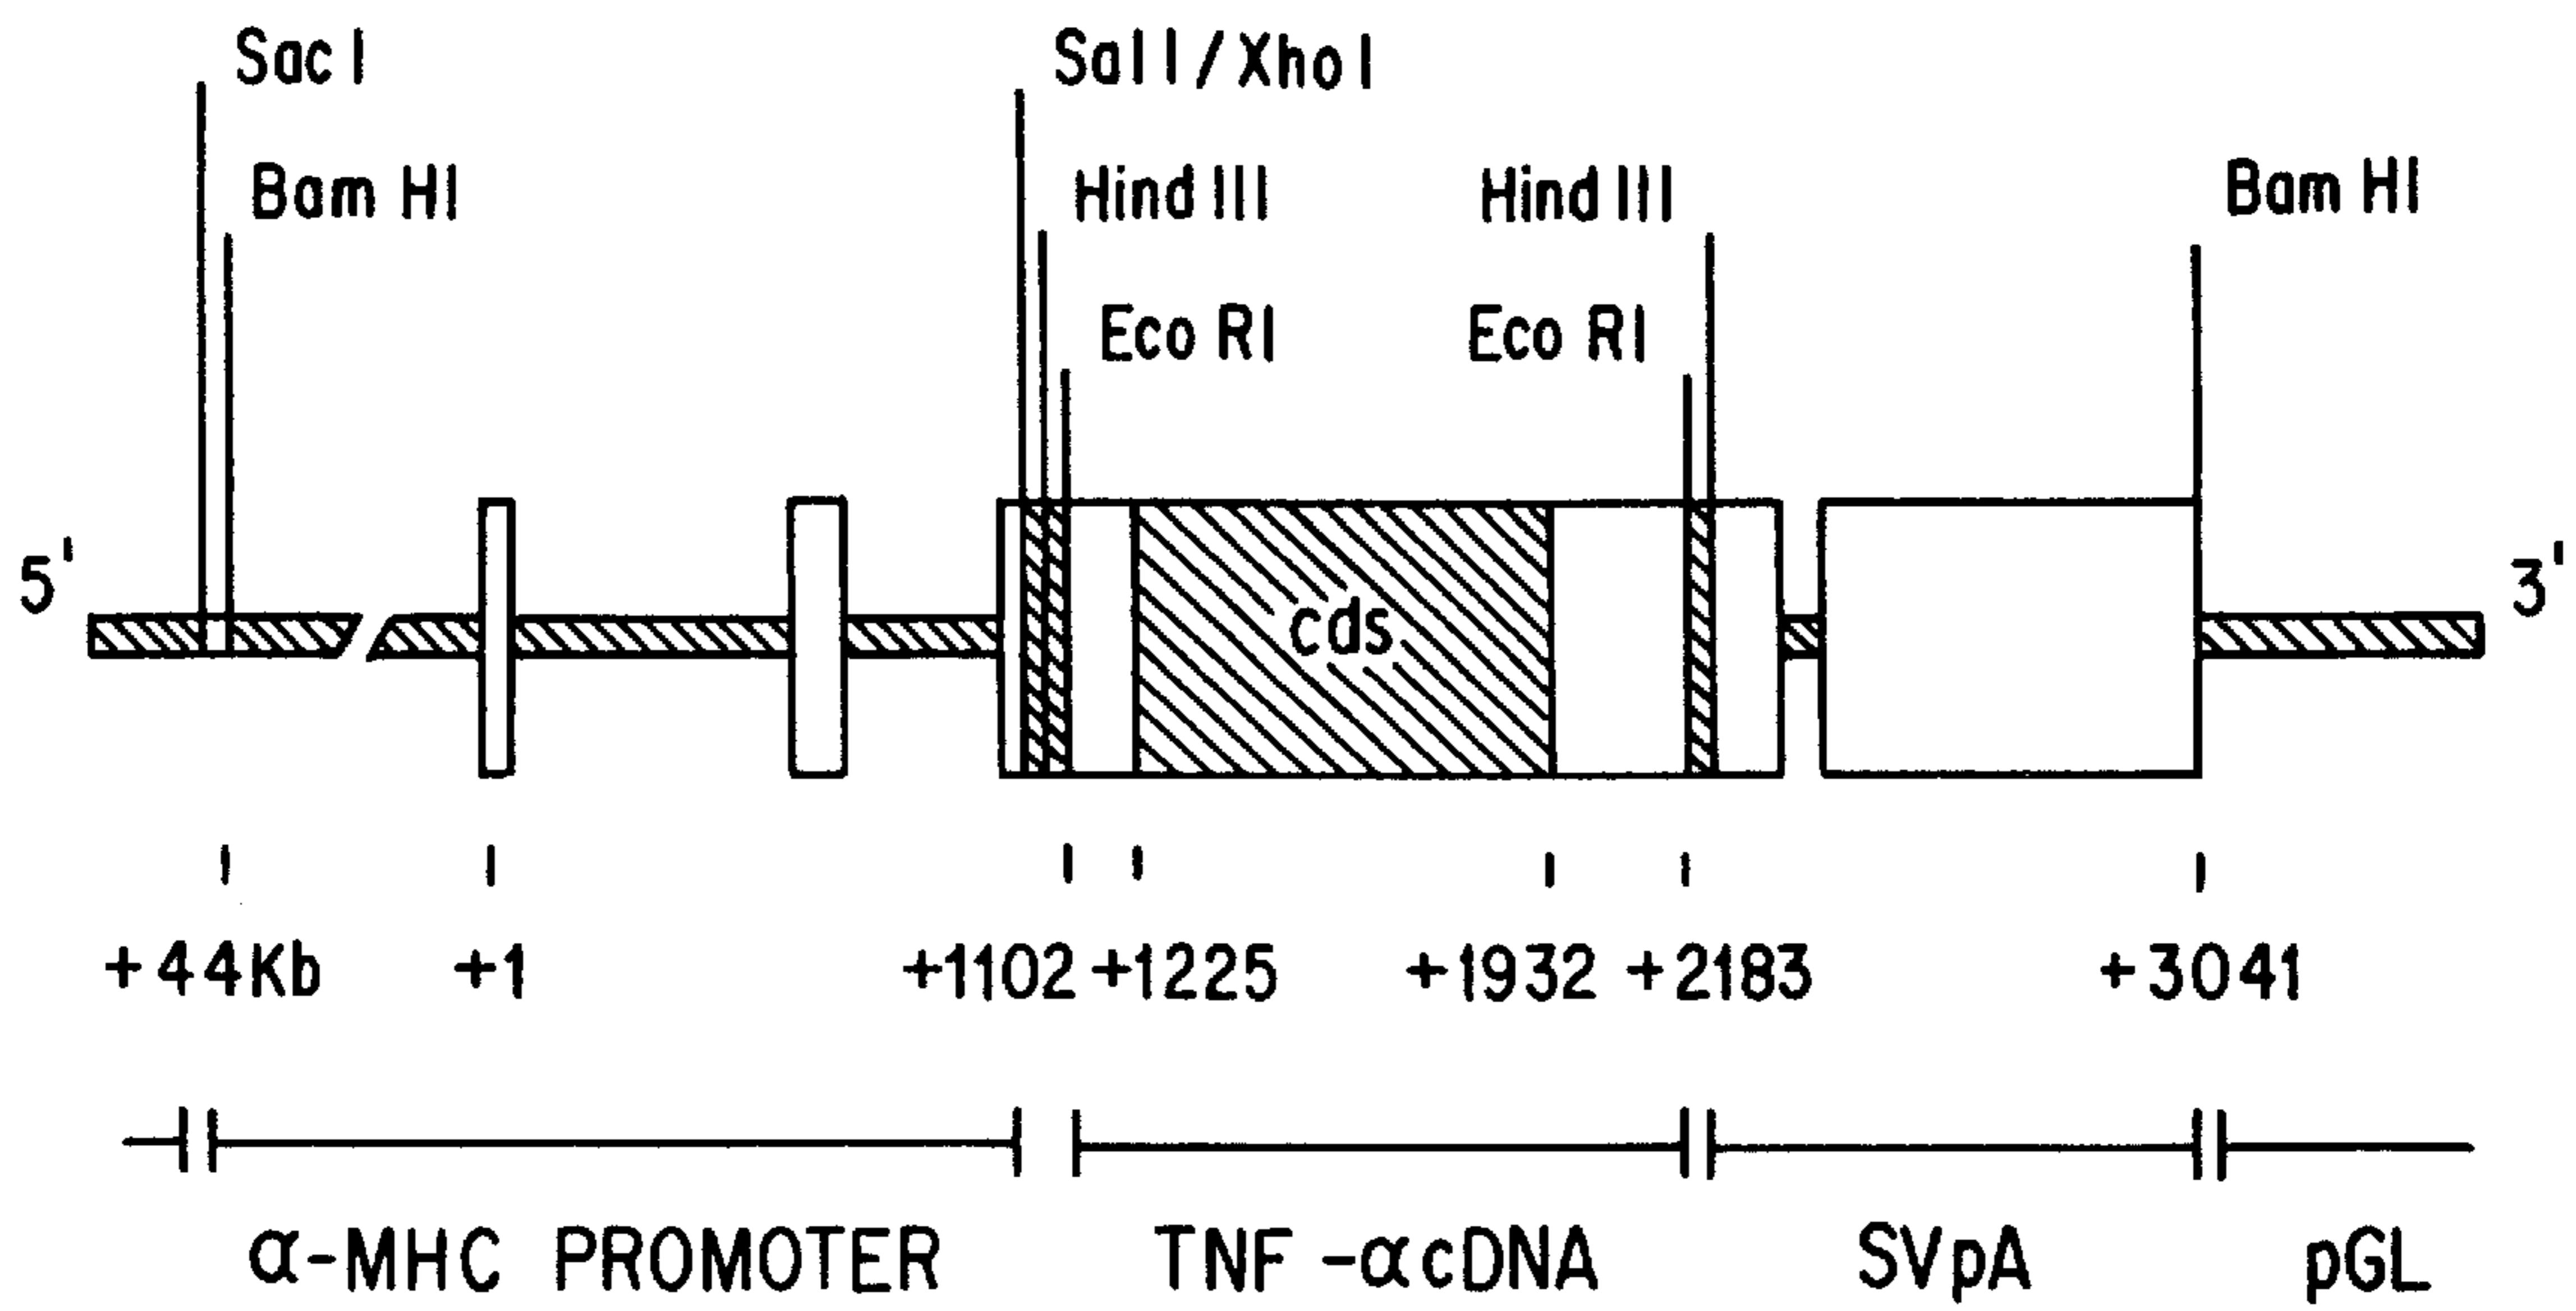 Sac I
Sal I / Xho I
Bam HI
Hind III
Hind III
Bam HI
Eco RI
Eco RI
5'
3'
cds
+44Kb
+1
+1102
+1225
+1932
+2183
+3041
α-MHC PROMOTER
TNF-α cDNA
SVpA
pGL